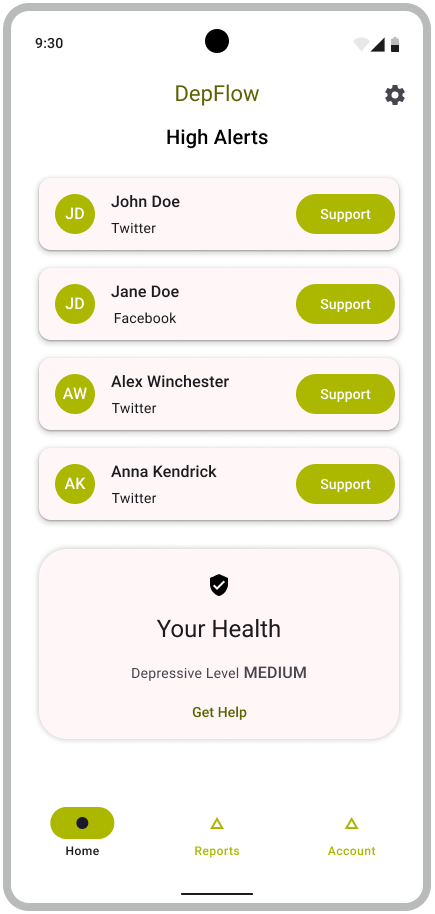 9:30
DepFlow
High Alerts
JD
John Doe
Twitter
Support
JD
Jane Doe
Facebook
Support
AW
Alex Winchester
Twitter
Support
AK
Anna Kendrick
Twitter
Support
Your Health
Depressive Level MEDIUM
Get Help
Home Reports Account